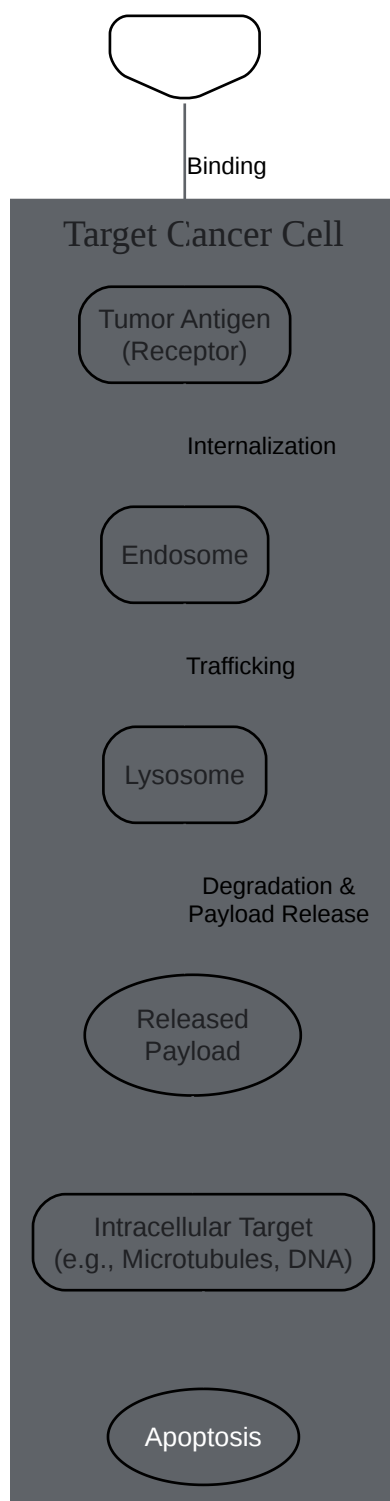 Binding
Target Cancer Cell
Tumor Antigen
(Receptor)
Internalization
Endosome
Trafficking
Lysosome
Degradation &
Payload Release
Released
Payload
Intracellular Target
(e.g., Microtubules, DNA)
Apoptosis